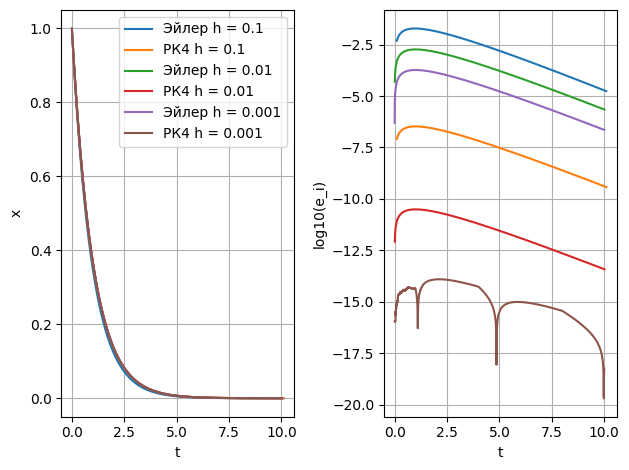 1.0
0.8
0.6
0.4
0.2
0.0
x
0.0 2.5 5.0 7.5 10.0
t
Эйлер h = 0.1
РК4 h = 0.1
Эйлер h = 0.01
РК4 h = 0.01
Эйлер h = 0.001
РК4 h = 0.001
−2.5
−5.0
−7.5
−10.0
−12.5
−15.0
−17.5
−20.0
log10(e_i)
0.0 2.5 5.0 7.5 10.0
t